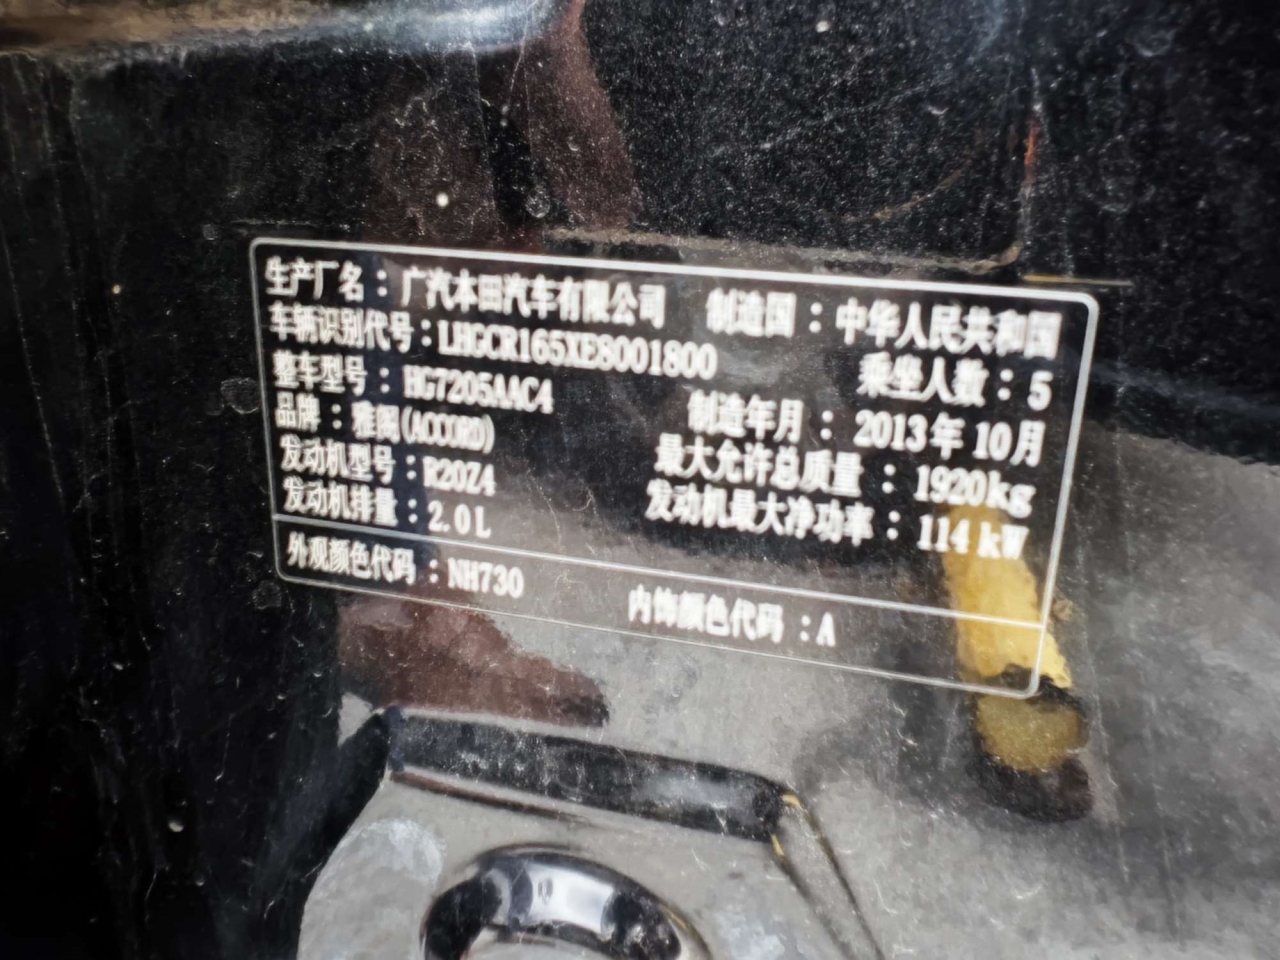 生产厂名：广汽本田汽车有限公司 制造国：中华人民共和国
车辆识别代号：LHGCR165XE8001800 乘坐人数：5
整车型号：HG7205AAC4 制造年月：2013年10月
品牌：雅阁(ACCORD) 最大允许总质量：1920kg
发动机型号：R20Z4 发动机最大净功率：114kW
发动机排量：2.0L
外观颜色代码：NH730 内饰颜色代码：A